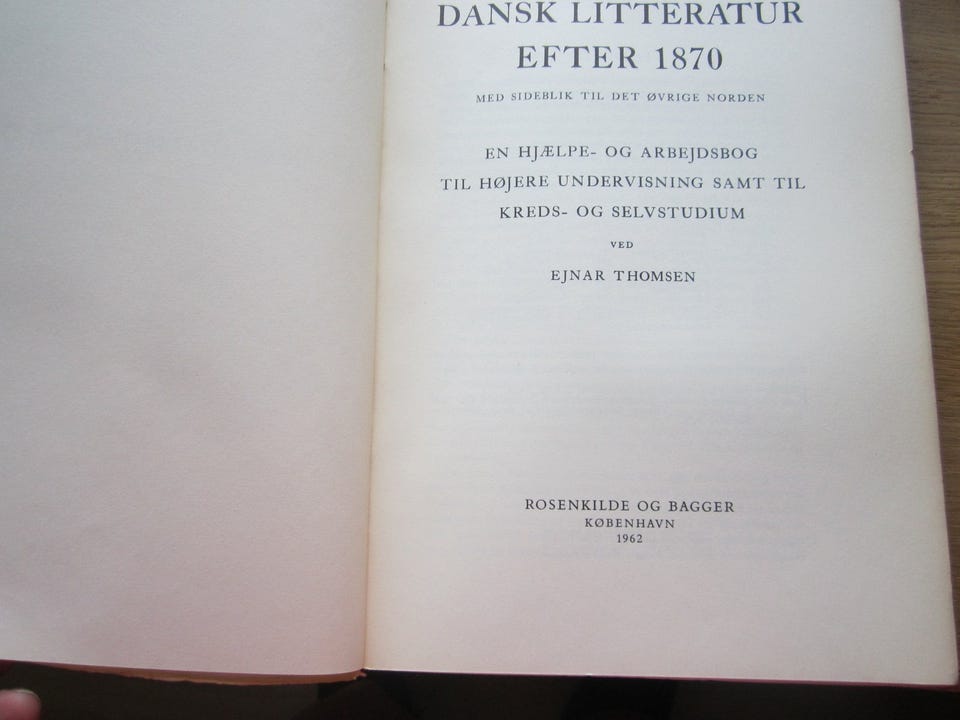 DANSK LITTERATUR
EFTER 1870
MED SIDEBLIK TIL DET ØVRIGE NORDEN
EN HJÆLPE- OG ARBEJDSBOG
TIL HØJERE UNDERVISNING SAMT TIL
KREDS- OG SELVSTUDIUM
VED
EJNAR THOMSEN
ROSENKILDE OG BAGGER
KØBENHAVN
1962